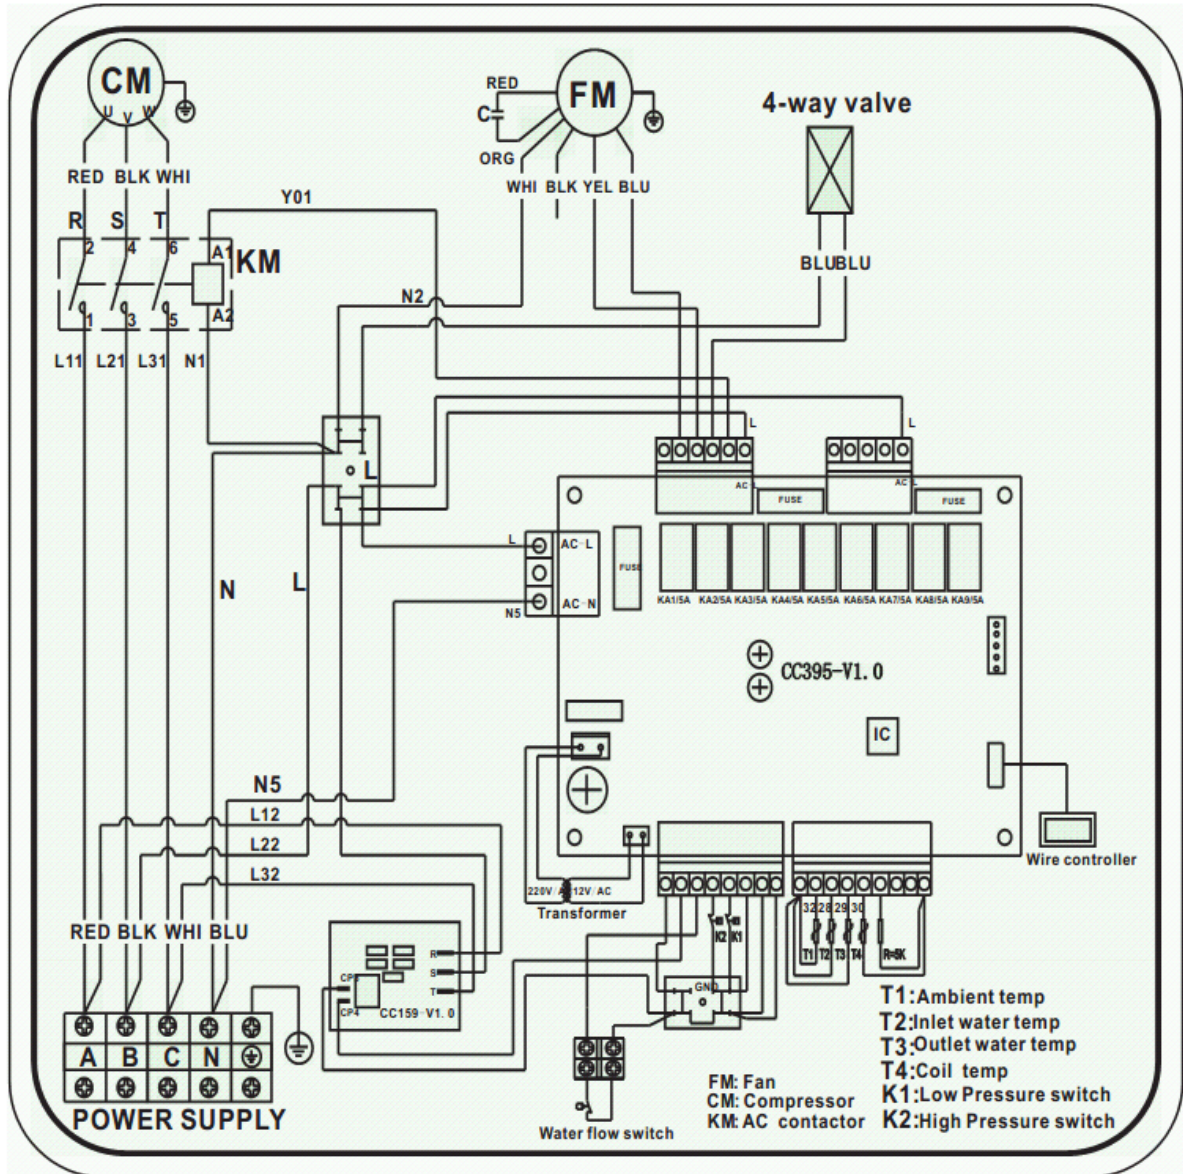 CM
U V W
RED BLK WHI
R S T
2 4 6 A1
KM
1 3 5 A2
L11 L21 L31 N1
Y01
RED
C
ORG
FM
WHI BLK YEL BLU
4-way valve
BLU BLU
N2
L
L L
AC L FUSE AC L FUSE
L AC-L
FUSE
N5 AC-N
KA1/5A KA2/5A KA3/5A KA4/5A KA5/5A KA6/5A KA7/5A KA8/5A KA9/5A
N L
CC395-V1.0
IC
N5
L12
L22
L32
Wire controller
220V/AC 12V/AC
Transformer
RED BLK WHI BLU
R
S
T
CP3
CP4
CC159-V1.0
K2 K1
GND
32 28 29 30
T1 T2 T3 T4 R=5K
A B C N
POWER SUPPLY
Water flow switch
FM: Fan
CM: Compressor
KM: AC contactor
T1:Ambient temp
T2:Inlet water temp
T3:Outlet water temp
T4:Coil temp
K1:Low Pressure switch
K2:High Pressure switch